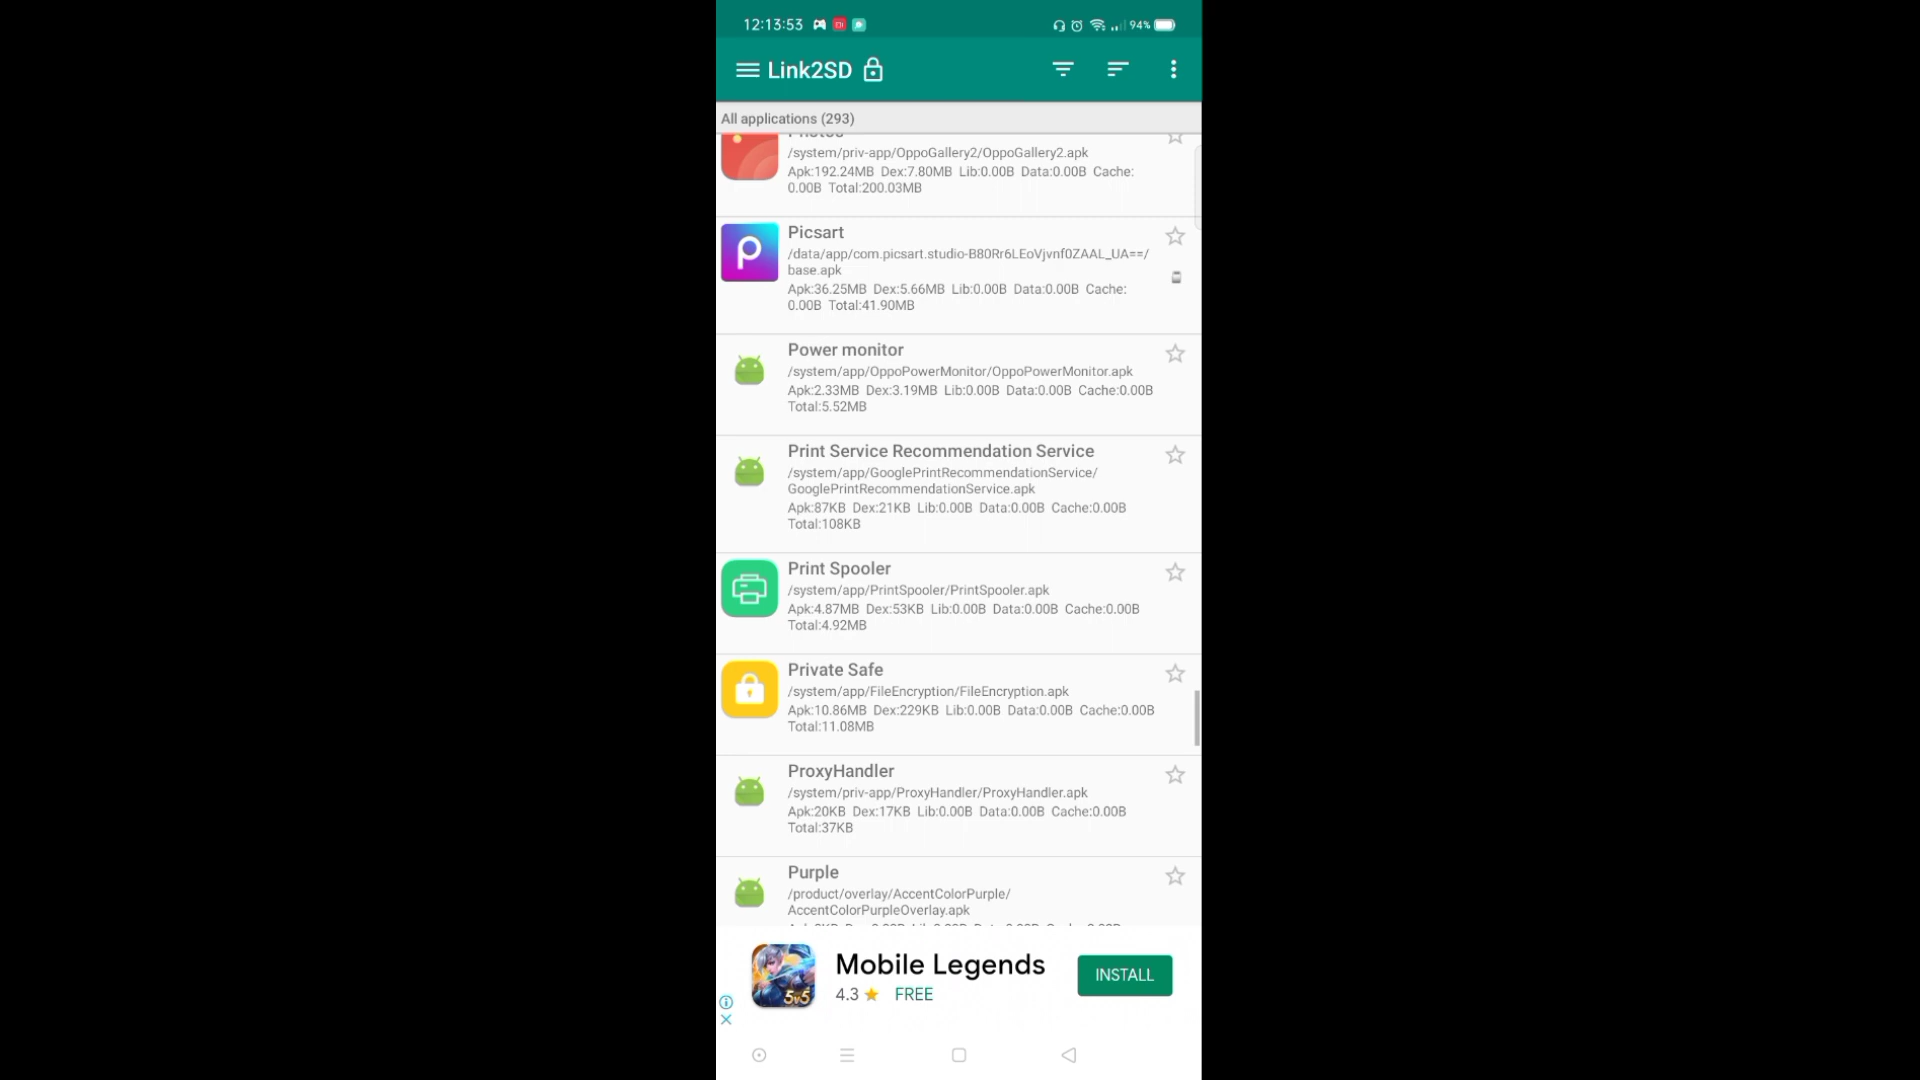 12:13:53
94%
Link2SD
All applications (293)
Photos
/system/priv-app/OppoGallery2/OppoGallery2.apk
Apk:192.24MB Dex:7.80MB Lib:0.00B Data:0.00B Cache:
0.00B Total:200.03MB
Picsart
/data/app/com.picsart.studio-B80Rr6LEoVjvnf0ZAAL_UA==/
base.apk
Apk:36.25MB Dex:5.66MB Lib:0.00B Data:0.00B Cache:
0.00B Total:41.90MB
Power monitor
/system/app/OppoPowerMonitor/OppoPowerMonitor.apk
Apk:2.33MB Dex:3.19MB Lib:0.00B Data:0.00B Cache:0.00B
Total:5.52MB
Print Service Recommendation Service
/system/app/GooglePrintRecommendationService/
GooglePrintRecommendationService.apk
Apk:87KB Dex:21KB Lib:0.00B Data:0.00B Cache:0.00B
Total:108KB
Print Spooler
/system/app/PrintSpooler/PrintSpooler.apk
Apk:4.87MB Dex:53KB Lib:0.00B Data:0.00B Cache:0.00B
Total:4.92MB
Private Safe
/system/app/FileEncryption/FileEncryption.apk
Apk:10.86MB Dex:229KB Lib:0.00B Data:0.00B Cache:0.00B
Total:11.08MB
ProxyHandler
/system/priv-app/ProxyHandler/ProxyHandler.apk
Apk:20KB Dex:17KB Lib:0.00B Data:0.00B Cache:0.00B
Total:37KB
Purple
/product/overlay/AccentColorPurple/
AccentColorPurpleOverlay.apk
5v5
Mobile Legends
4.3 ★ FREE
INSTALL